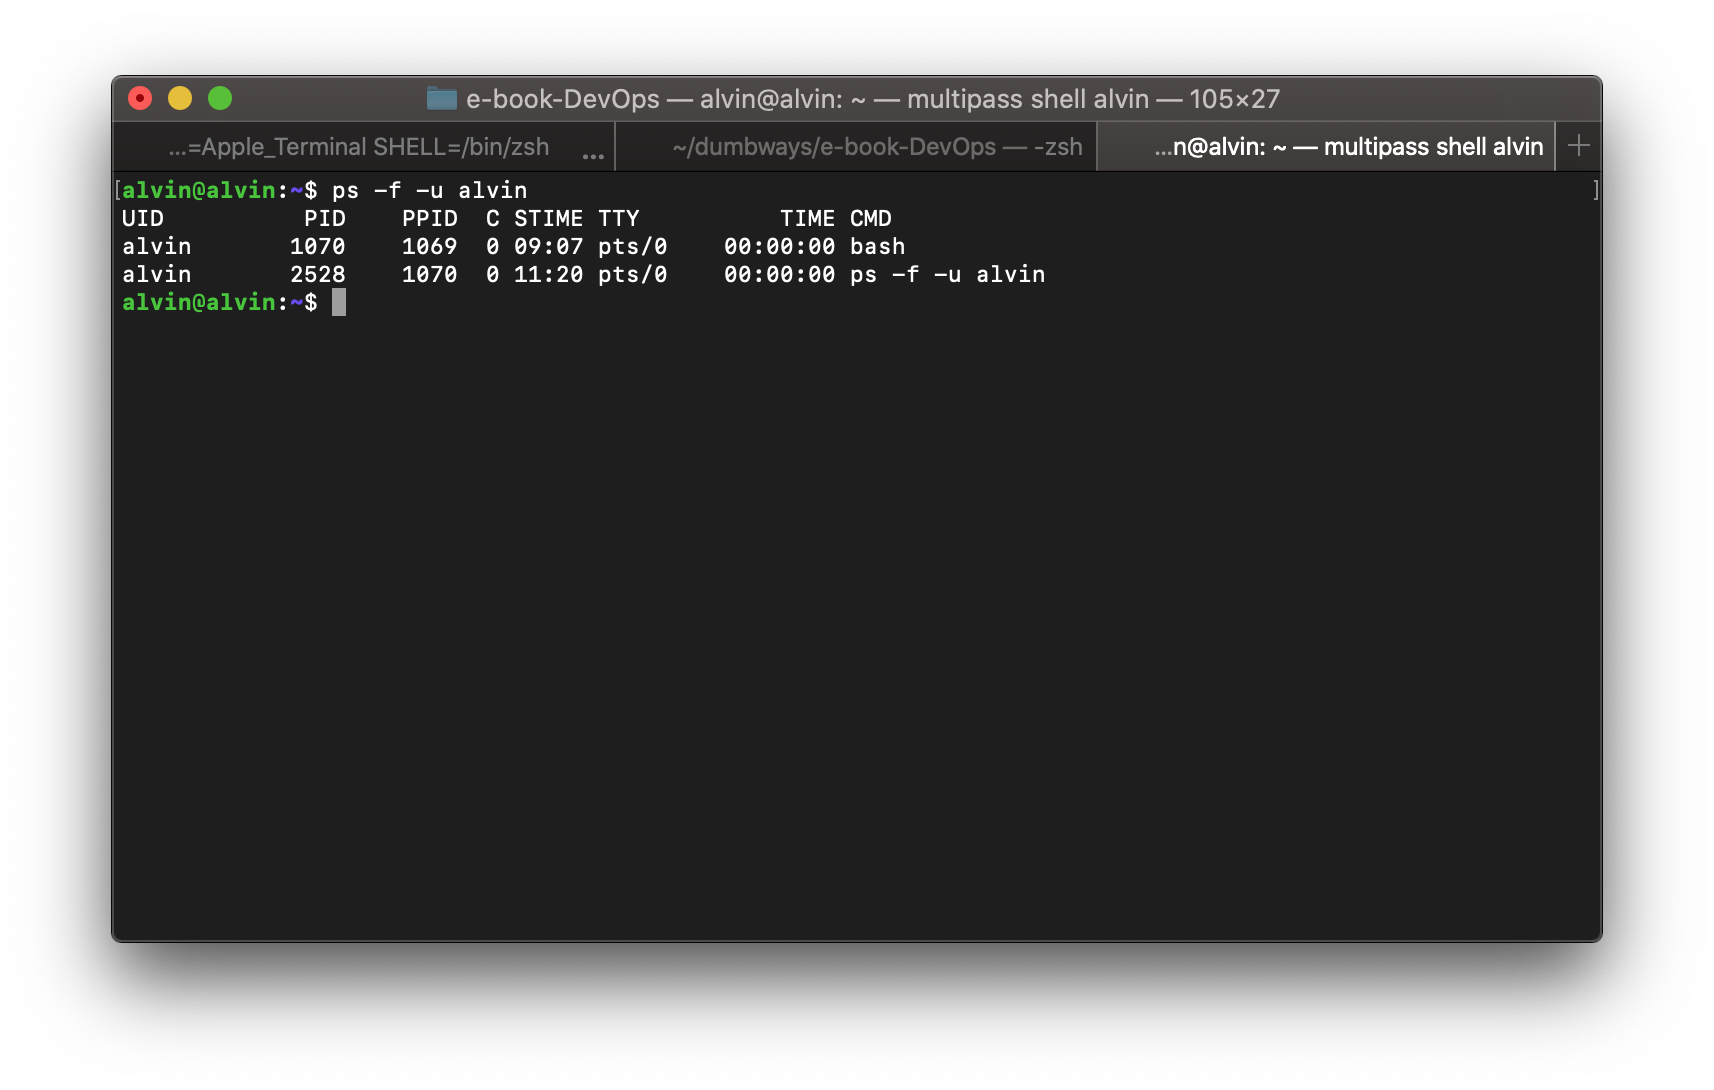 e-book-DevOps — alvin@alvin: ~ — multipass shell alvin — 105×27
...=Apple_Terminal SHELL=/bin/zsh ... ~/dumbways/e-book-DevOps — -zsh ...n@alvin: ~ — multipass shell alvin +
[alvin@alvin:~$ ps -f -u alvin ]
UID          PID    PPID  C STIME TTY          TIME CMD
alvin       1070    1069  0 09:07 pts/0    00:00:00 bash
alvin       2528    1070  0 11:20 pts/0    00:00:00 ps -f -u alvin
alvin@alvin:~$